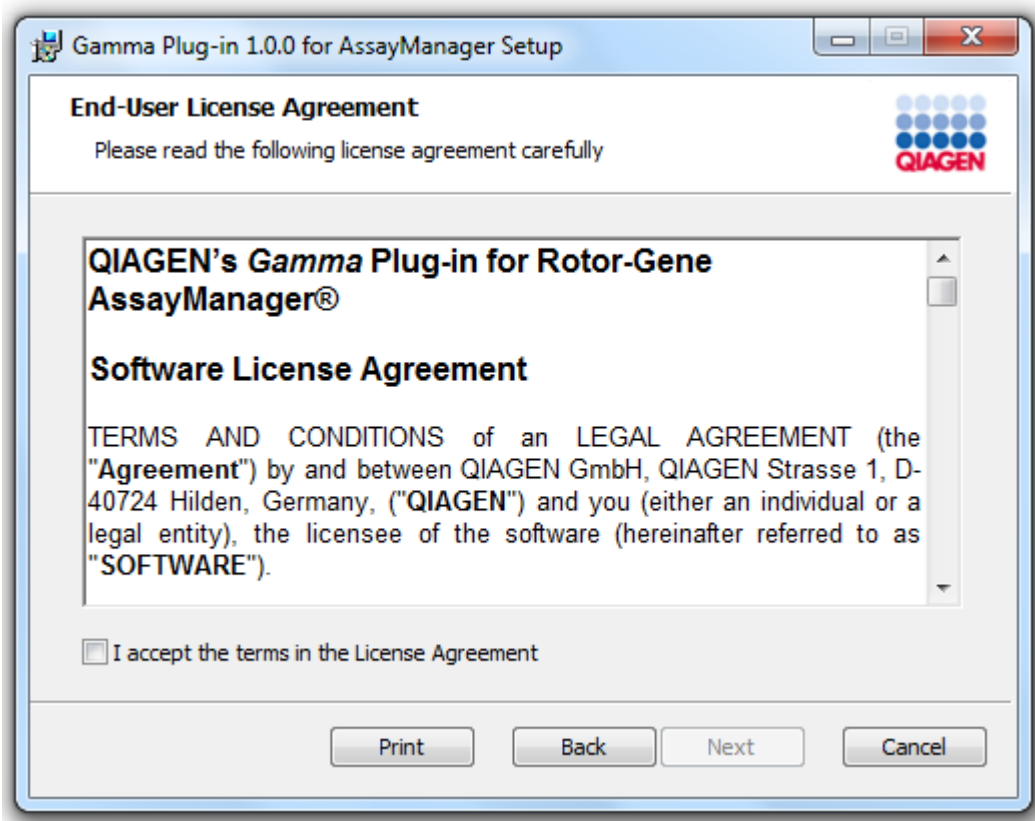 Gamma Plug-in 1.0.0 for AssayManager Setup
End-User License Agreement
Please read the following license agreement carefully
QIAGEN
QIAGEN's Gamma Plug-in for Rotor-Gene
AssayManager®
Software License Agreement
TERMS AND CONDITIONS of an LEGAL AGREEMENT (the
"Agreement") by and between QIAGEN GmbH, QIAGEN Strasse 1, D-
40724 Hilden, Germany, ("QIAGEN") and you (either an individual or a
legal entity), the licensee of the software (hereinafter referred to as
"SOFTWARE").
I accept the terms in the License Agreement
Print Back Next Cancel